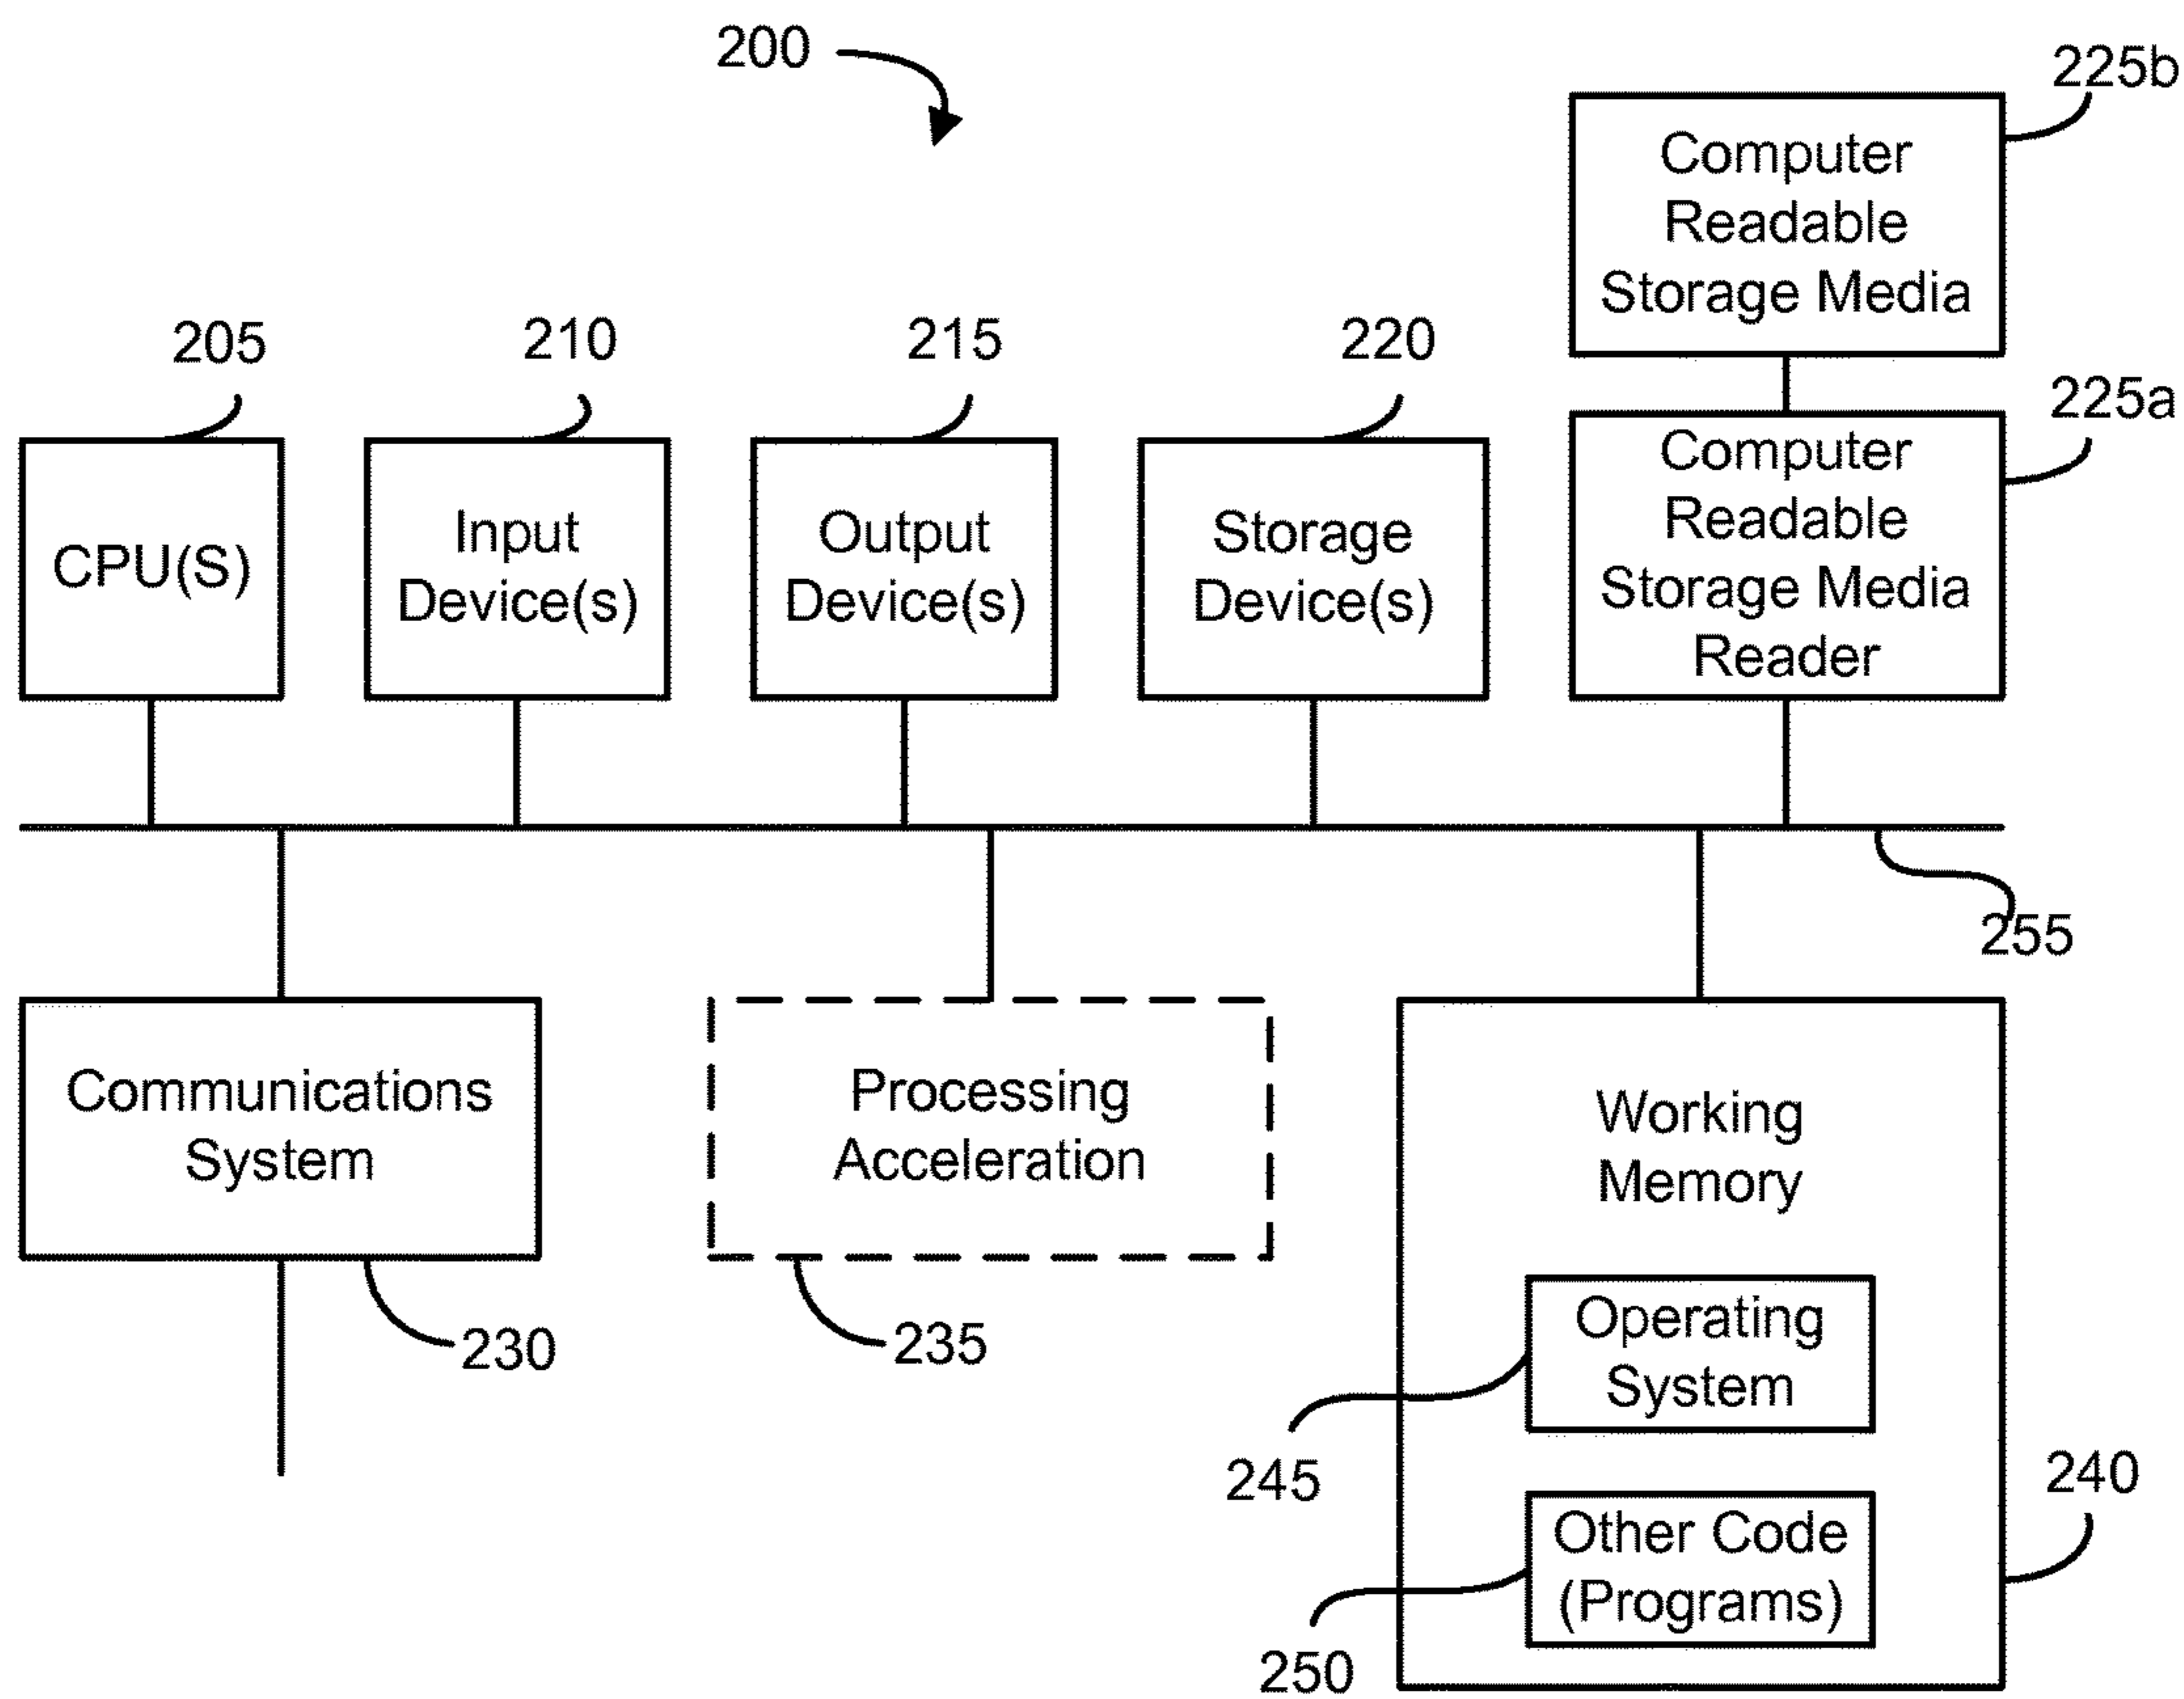 200
225b
Computer
Readable
Storage Media
205
210
215
220
225a
CPU(S)
Input
Device(s)
Output
Device(s)
Storage
Device(s)
Computer
Readable
Storage Media
Reader
255
Communications
System
230
Processing
Acceleration
235
Working
Memory
Operating
System
245
240
Other Code
(Programs)
250